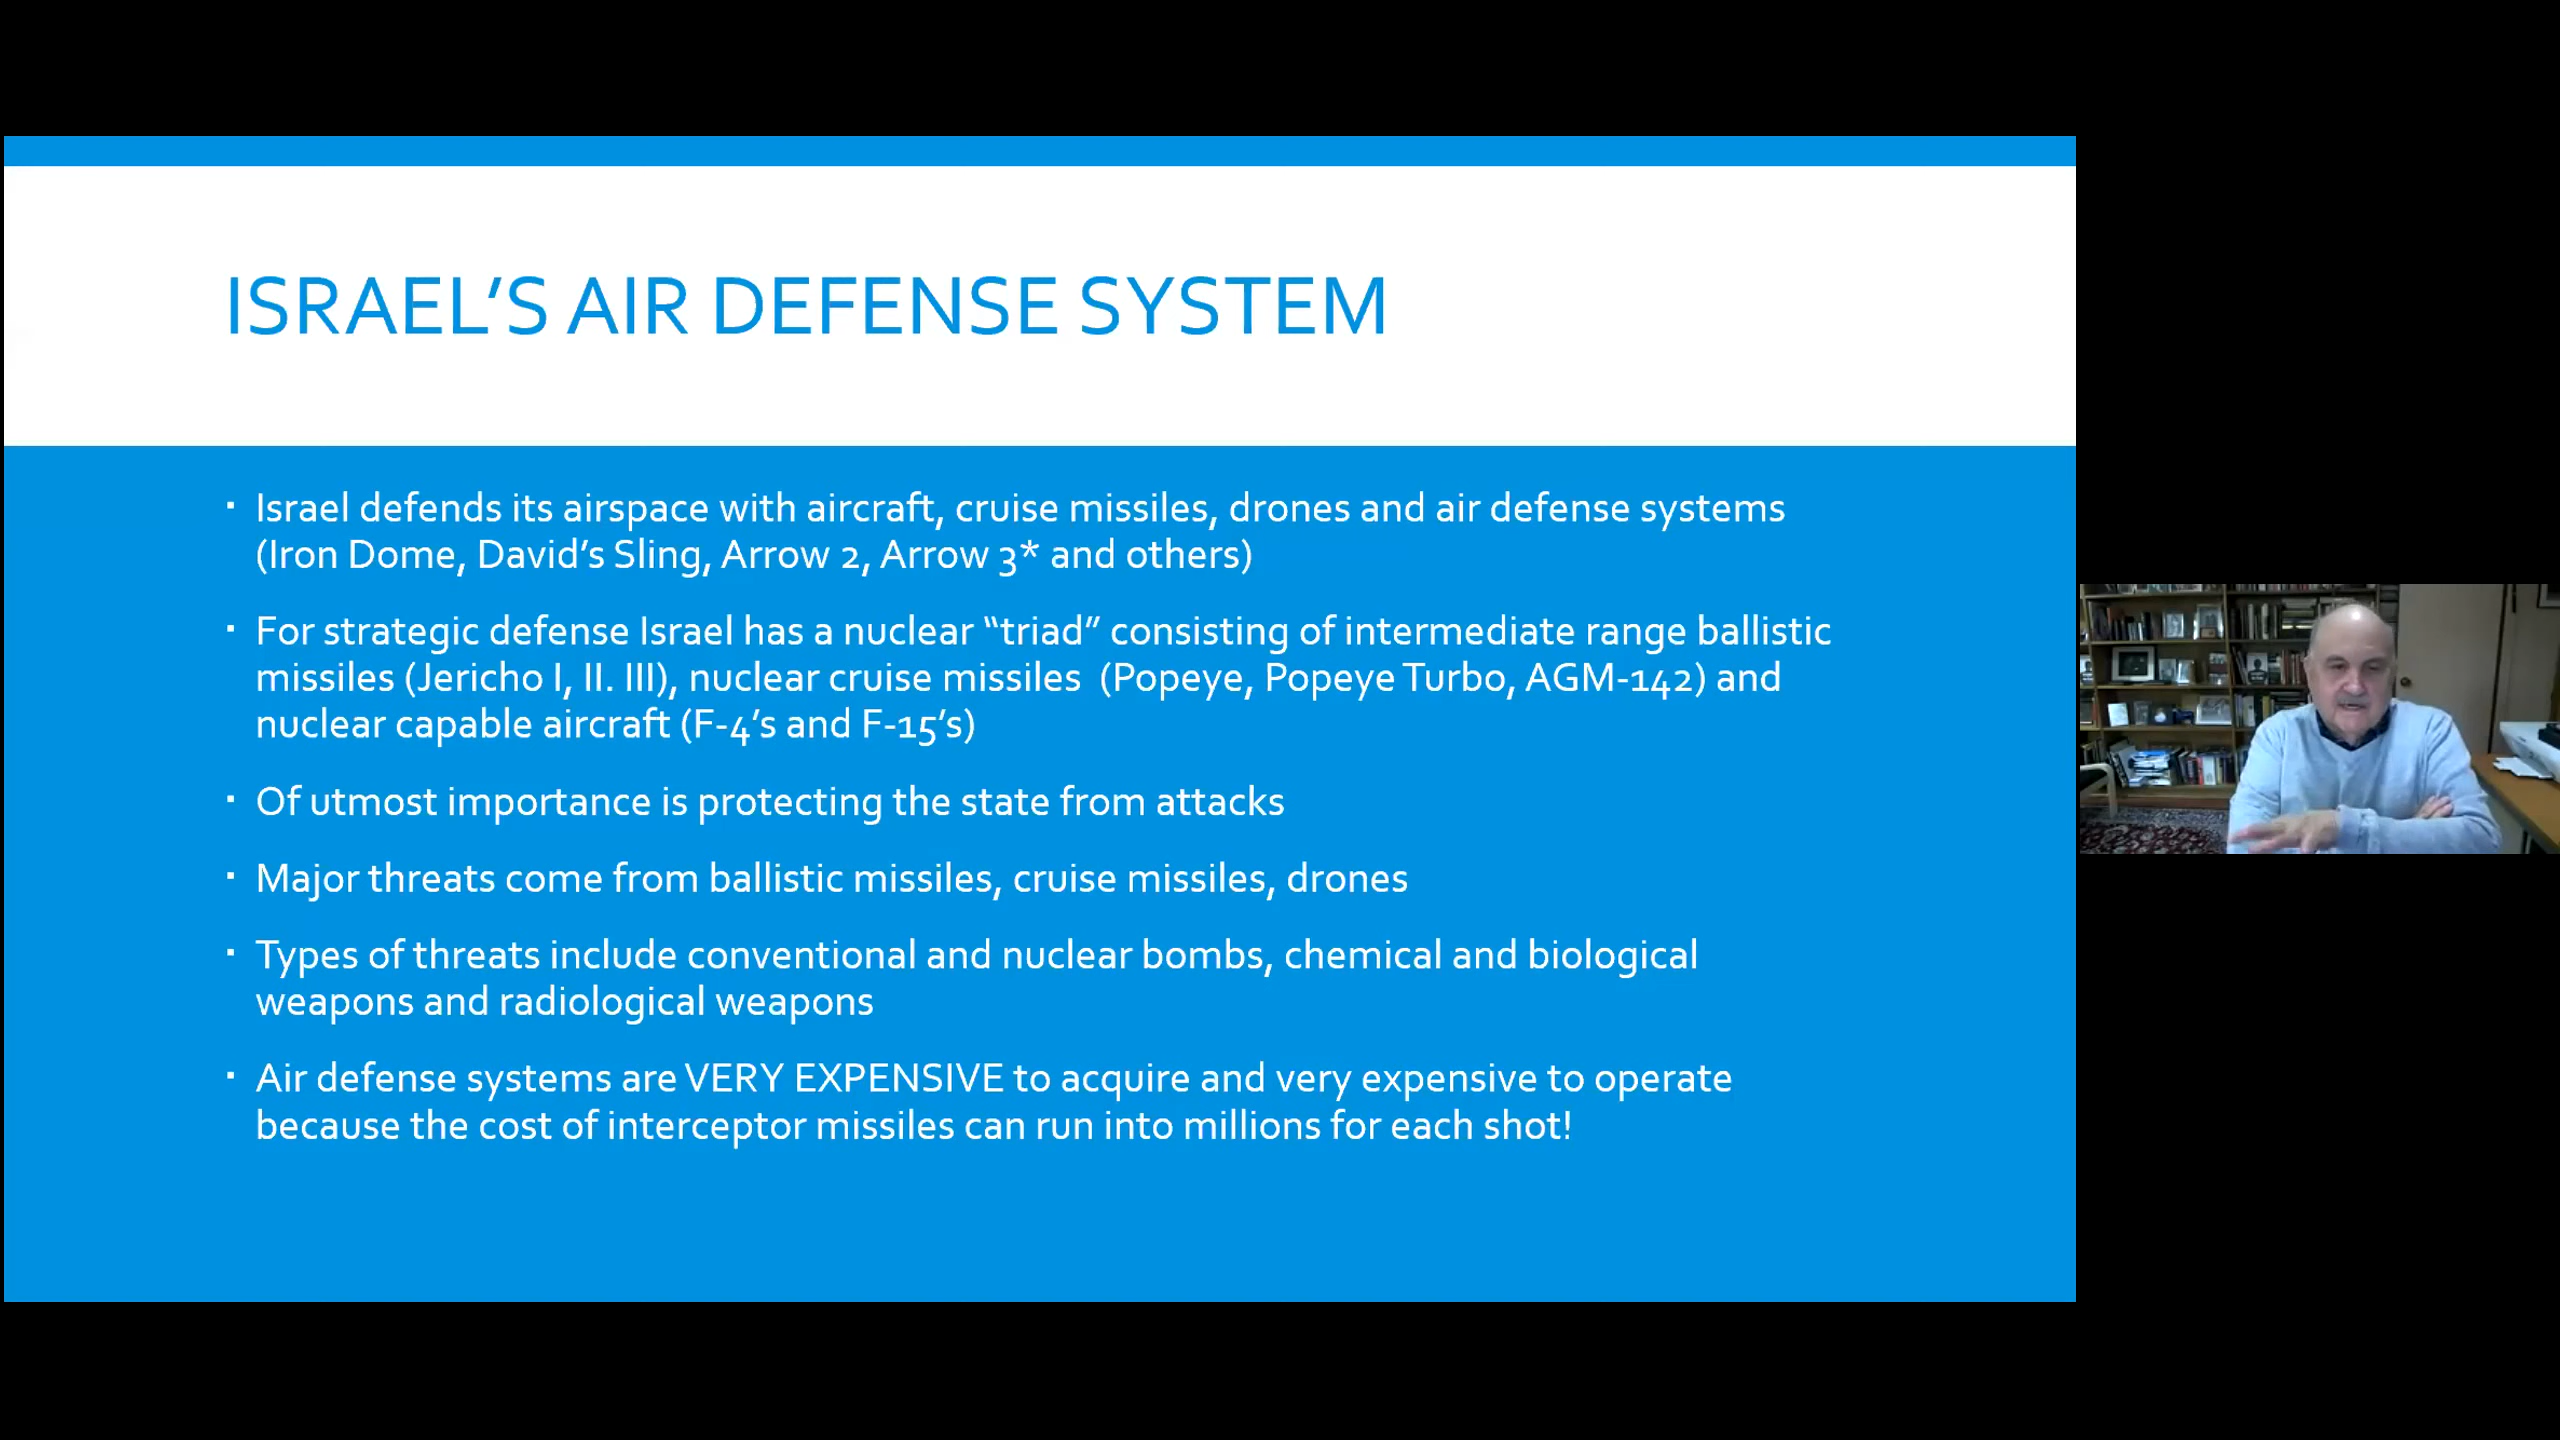 ISRAEL’S AIR DEFENSE SYSTEM
▪ Israel defends its airspace with aircraft, cruise missiles, drones and air defense systems
(Iron Dome, David’s Sling, Arrow 2, Arrow 3* and others)
▪ For strategic defense Israel has a nuclear “triad” consisting of intermediate range ballistic
missiles (Jericho I, II. III), nuclear cruise missiles (Popeye, Popeye Turbo, AGM-142) and
nuclear capable aircraft (F-4’s and F-15’s)
▪ Of utmost importance is protecting the state from attacks
▪ Major threats come from ballistic missiles, cruise missiles, drones
▪ Types of threats include conventional and nuclear bombs, chemical and biological
weapons and radiological weapons
▪ Air defense systems are VERY EXPENSIVE to acquire and very expensive to operate
because the cost of interceptor missiles can run into millions for each shot!